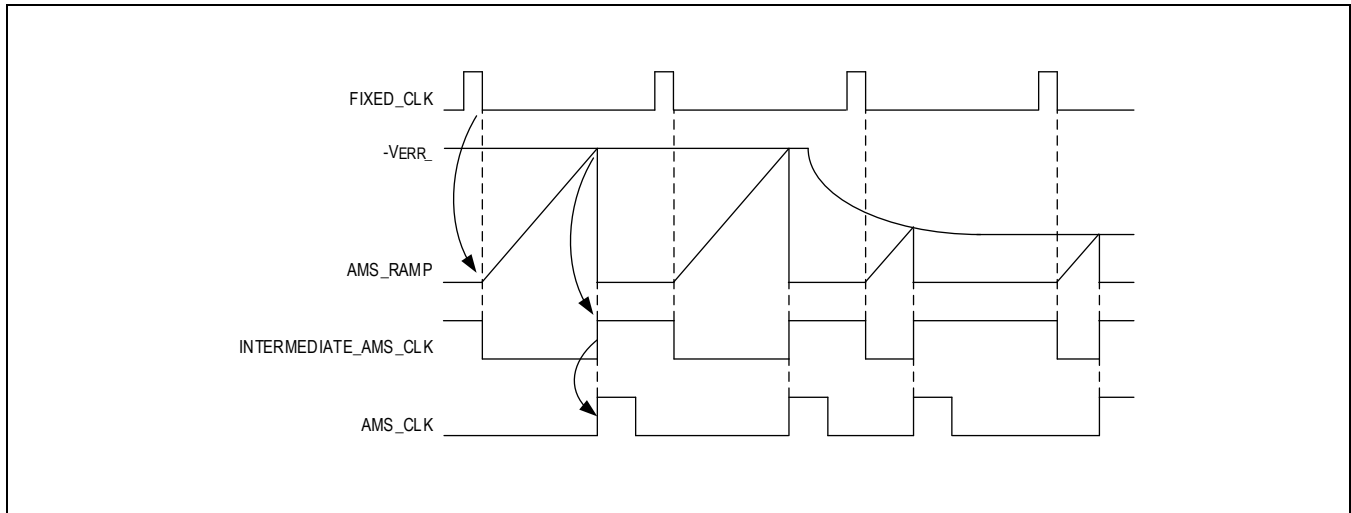 FIXED_CLK
-VERR_
AMS_RAMP
INTERMEDIATE_AMS_CLK
AMS_CLK